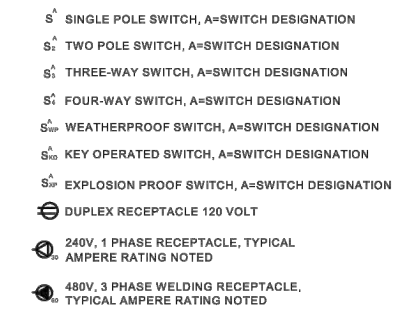 S A SINGLE POLE SWITCH, A=SWITCH DESIGNATION
S2 A TWO POLE SWITCH, A=SWITCH DESIGNATION
S3 A THREE-WAY SWITCH, A=SWITCH DESIGNATION
S4 A FOUR-WAY SWITCH, A=SWITCH DESIGNATION
SWP A WEATHERPROOF SWITCH, A=SWITCH DESIGNATION
SKO A KEY OPERATED SWITCH, A=SWITCH DESIGNATION
SXP A EXPLOSION PROOF SWITCH, A=SWITCH DESIGNATION
DUPLEX RECEPTACLE 120 VOLT
240V, 1 PHASE RECEPTACLE, TYPICAL
30 AMPERE RATING NOTED
480V, 3 PHASE WELDING RECEPTACLE,
60 TYPICAL AMPERE RATING NOTED